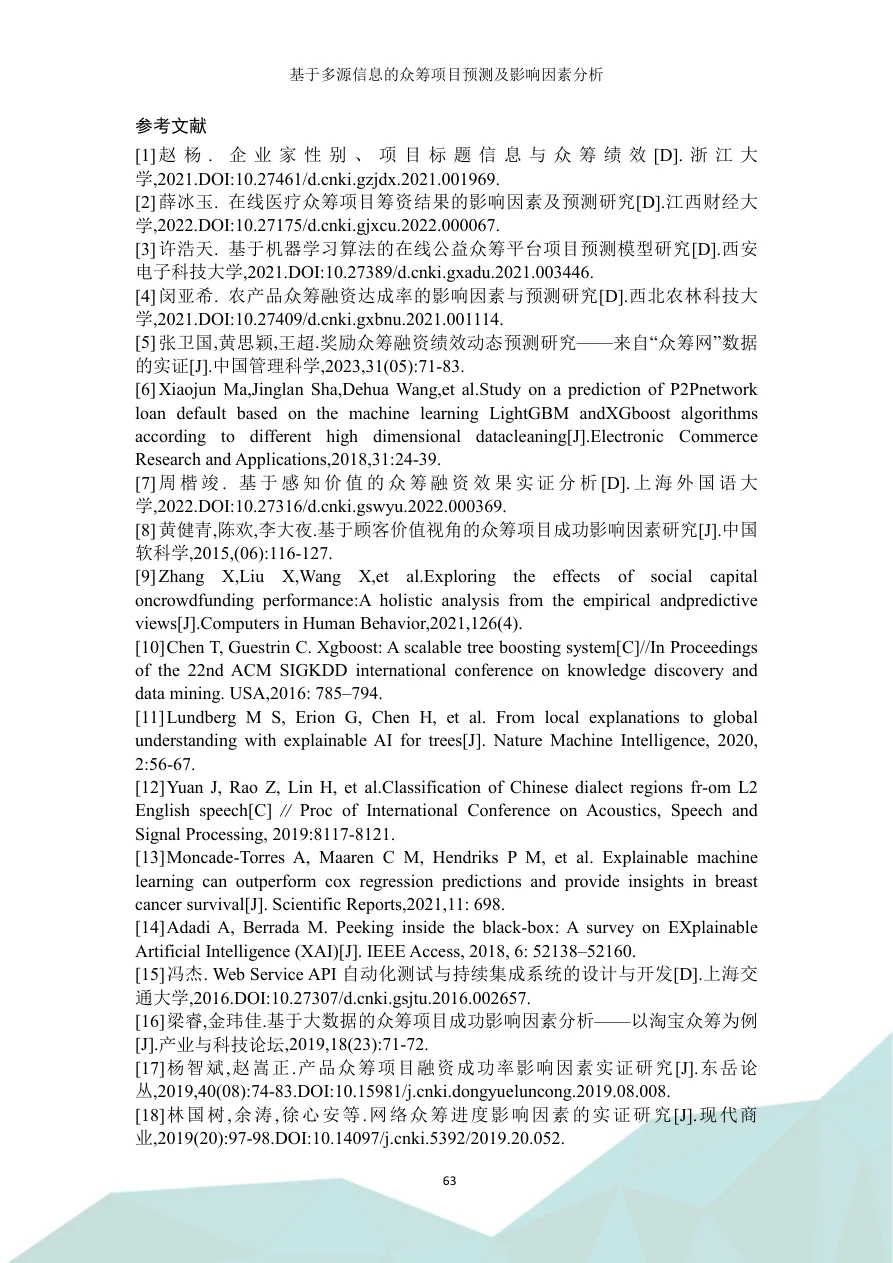 基于多源信息的众筹项目预测及影响因素分析
参考文献
[1]赵杨. 企业家性别、项目标题信息与众筹绩效[D].浙江大
学,2021.DOI:10.27461/d.cnki.gzjdx.2021.001969.
[2]薛冰玉. 在线医疗众筹项目筹资结果的影响因素及预测研究[D].江西财经大
学,2022.DOI:10.27175/d.cnki.gjxcu.2022.000067.
[3]许浩天. 基于机器学习算法的在线公益众筹平台项目预测模型研究[D].西安
电子科技大学,2021.DOI:10.27389/d.cnki.gxadu.2021.003446.
[4]闵亚希. 农产品众筹融资达成率的影响因素与预测研究[D].西北农林科技大
学,2021.DOI:10.27409/d.cnki.gxbnu.2021.001114.
[5]张卫国,黄思颖,王超.奖励众筹融资绩效动态预测研究——来自“众筹网”数据
的实证[J].中国管理科学,2023,31(05):71-83.
[6]Xiaojun Ma,Jinglan Sha,Dehua Wang,et al.Study on a prediction of P2Pnetwork
loan default based on the machine learning LightGBM andXGboost algorithms
according to different high dimensional datacleaning[J].Electronic Commerce
Research and Applications,2018,31:24-39.
[7]周楷竣. 基于感知价值的众筹融资效果实证分析[D].上海外国语大
学,2022.DOI:10.27316/d.cnki.gswyu.2022.000369.
[8]黄健青,陈欢,李大夜.基于顾客价值视角的众筹项目成功影响因素研究[J].中国
软科学,2015,(06):116-127.
[9]Zhang X,Liu X,Wang X,et al.Exploring the effects of social capital
oncrowdfunding performance:A holistic analysis from the empirical andpredictive
views[J].Computers in Human Behavior,2021,126(4).
[10]Chen T, Guestrin C. Xgboost: A scalable tree boosting system[C]//In Proceedings
of the 22nd ACM SIGKDD international conference on knowledge discovery and
data mining. USA,2016: 785–794.
[11]Lundberg M S, Erion G, Chen H, et al. From local explanations to global
understanding with explainable AI for trees[J]. Nature Machine Intelligence, 2020,
2:56-67.
[12]Yuan J, Rao Z, Lin H, et al.Classification of Chinese dialect regions fr-om L2
English speech[C] // Proc of International Conference on Acoustics, Speech and
Signal Processing, 2019:8117-8121.
[13]Moncade-Torres A, Maaren C M, Hendriks P M, et al. Explainable machine
learning can outperform cox regression predictions and provide insights in breast
cancer survival[J]. Scientific Reports,2021,11: 698.
[14]Adadi A, Berrada M. Peeking inside the black-box: A survey on EXplainable
Artificial Intelligence (XAI)[J]. IEEE Access, 2018, 6: 52138–52160.
[15]冯杰. Web Service API 自动化测试与持续集成系统的设计与开发[D].上海交
通大学,2016.DOI:10.27307/d.cnki.gsjtu.2016.002657.
[16]梁睿,金玮佳.基于大数据的众筹项目成功影响因素分析——以淘宝众筹为例
[J].产业与科技论坛,2019,18(23):71-72.
[17]杨智斌,赵嵩正.产品众筹项目融资成功率影响因素实证研究[J].东岳论
丛,2019,40(08):74-83.DOI:10.15981/j.cnki.dongyueluncong.2019.08.008.
[18]林国树,余涛,徐心安等.网络众筹进度影响因素的实证研究[J].现代商
业,2019(20):97-98.DOI:10.14097/j.cnki.5392/2019.20.052.
63